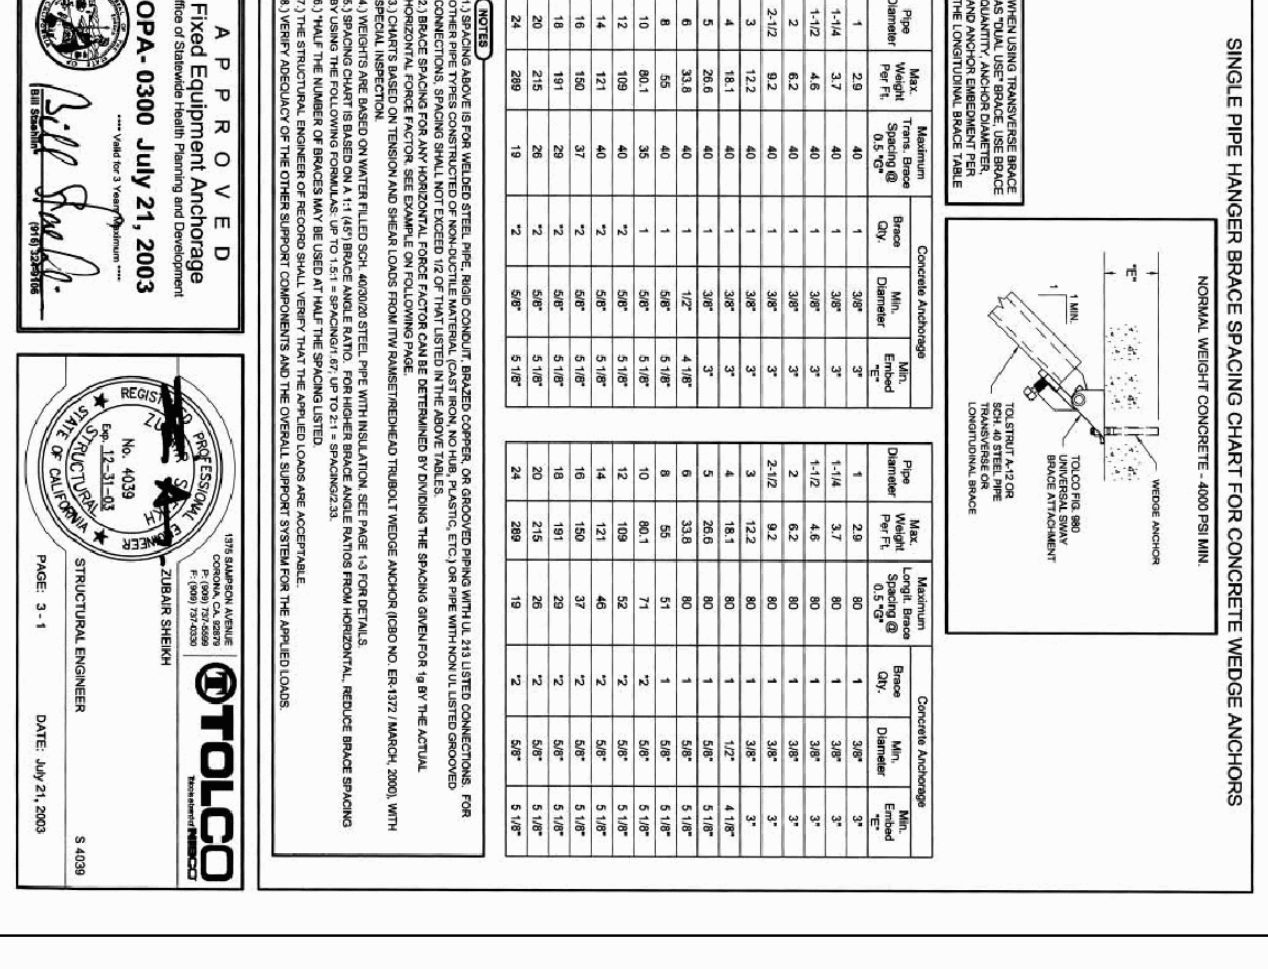 SINGLE PIPE HANGER BRACE SPACING CHART FOR CONCRETE WEDGE ANCHORS
WHEN USING TRANSVERSE BRACE
AS "DUAL USE" BRACE, USE BRACE
QUANTITY, ANCHOR DIAMETER,
AND ANCHOR EMBEDMENT PER
THE LONGITUDINAL BRACE TABLE
NORMAL WEIGHT CONCRETE - 4000 PSI MIN.
"E"
1 MIN.
1
WEDGE ANCHOR
TOLCO FIG. 980
UNIVERSAL SWAY
BRACE ATTACHMENT
TOLSTRUT A-12 OR
SCH. 40 STEEL PIPE
TRANSVERSE OR
LONGITUDINAL BRACE
Pipe Diameter | Max. Weight Per Ft. | Maximum Trans. Brace Spacing @ 0.5 "G" | Concrete Anchorage
Brace Qty. | Min. Diameter | Min. Embed "E"
1 2.9 40 1 3/8" 3"
1-1/4 3.7 40 1 3/8" 3"
1-1/2 4.6 40 1 3/8" 3"
2 6.2 40 1 3/8" 3"
2-1/2 9.2 40 1 3/8" 3"
3 12.2 40 1 3/8" 3"
4 18.1 40 1 3/8" 3"
5 26.6 40 1 3/8" 3"
6 33.8 40 1 1/2" 4 1/8"
8 55 40 1 5/8" 5 1/8"
10 80.1 35 1 5/8" 5 1/8"
12 109 40 *2 5/8" 5 1/8"
14 121 40 *2 5/8" 5 1/8"
16 150 37 *2 5/8" 5 1/8"
18 191 29 *2 5/8" 5 1/8"
20 215 26 *2 5/8" 5 1/8"
24 289 19 *2 5/8" 5 1/8"
Pipe Diameter | Max. Weight Per Ft. | Maximum Longit. Brace Spacing @ 0.5 "G" | Concrete Anchorage
Brace Qty. | Min. Diameter | Min. Embed "E"
1 2.9 80 1 3/8" 3"
1-1/4 3.7 80 1 3/8" 3"
1-1/2 4.6 80 1 3/8" 3"
2 6.2 80 1 3/8" 3"
2-1/2 9.2 80 1 3/8" 3"
3 12.2 80 1 3/8" 3"
4 18.1 80 1 1/2" 4 1/8"
5 26.6 80 1 5/8" 5 1/8"
6 33.8 80 1 5/8" 5 1/8"
8 55 51 1 5/8" 5 1/8"
10 80.1 71 *2 5/8" 5 1/8"
12 109 52 *2 5/8" 5 1/8"
14 121 46 *2 5/8" 5 1/8"
16 150 37 *2 5/8" 5 1/8"
18 191 29 *2 5/8" 5 1/8"
20 215 26 *2 5/8" 5 1/8"
24 289 19 *2 5/8" 5 1/8"
NOTES
1.) SPACING ABOVE IS FOR WELDED STEEL PIPE, RIGID CONDUIT, BRAZED COPPER, OR GROOVED PIPING WITH UL 213 LISTED CONNECTIONS. FOR
OTHER PIPE TYPES CONSTRUCTED OF NON-DUCTILE MATERIAL (CAST IRON, NO HUB, PLASTIC, ETC.) OR PIPE WITH NON UL LISTED GROOVED
CONNECTIONS, SPACING SHALL NOT EXCEED 1/2 OF THAT LISTED IN THE ABOVE TABLES.
2.) BRACE SPACING FOR ANY HORIZONTAL FORCE FACTOR CAN BE DETERMINED BY DIVIDING THE SPACING GIVEN FOR 1g BY THE ACTUAL
HORIZONTAL FORCE FACTOR. SEE EXAMPLE ON FOLLOWING PAGE.
3.) CHARTS BASED ON TENSION AND SHEAR LOADS FROM ITW RAMSET/REDHEAD TRUBOLT WEDGE ANCHOR (ICBO NO. ER-1372 / MARCH, 2000), WITH
SPECIAL INSPECTION.
4.) WEIGHTS ARE BASED ON WATER FILLED SCH. 40/30/20 STEEL PIPE WITH INSULATION. SEE PAGE 1-3 FOR DETAILS.
5.) SPACING CHART IS BASED ON A 1:1 (45°) BRACE ANGLE RATIO. FOR HIGHER BRACE ANGLE RATIOS FROM HORIZONTAL, REDUCE BRACE SPACING
BY USING THE FOLLOWING FORMULAS: UP TO 1.5:1 = SPACING/1.67; UP TO 2:1 = SPACING/2.33.
6.) *HALF THE NUMBER OF BRACES MAY BE USED AT HALF THE SPACING LISTED.
7.) THE STRUCTURAL ENGINEER OF RECORD SHALL VERIFY THAT THE APPLIED LOADS ARE ACCEPTABLE.
8.) VERIFY ADEQUACY OF THE OTHER SUPPORT COMPONENTS AND THE OVERALL SUPPORT SYSTEM FOR THE APPLIED LOADS.
APPROVED
Fixed Equipment Anchorage
ffice of Statewide Health Planning and Development
OPA- 0300 July 21, 2003
---- Valid for 3 Years Maximum ----
Bill Staehlin (916) 324-9106
REGISTERED PROFESSIONAL ENGINEER
ZUBAIR SHEIKH
No. 4039
Exp. 12-31-03
STRUCTURAL
STATE OF CALIFORNIA
1375 SAMPSON AVENUE
CORONA, CA. 92879
P: (909) 737-5599
F: (909) 737-0330
TOLCO
NIBCO
ZUBAIR SHEIKH
STRUCTURAL ENGINEER
S 4039
PAGE: 3 - 1
DATE: July 21, 2003